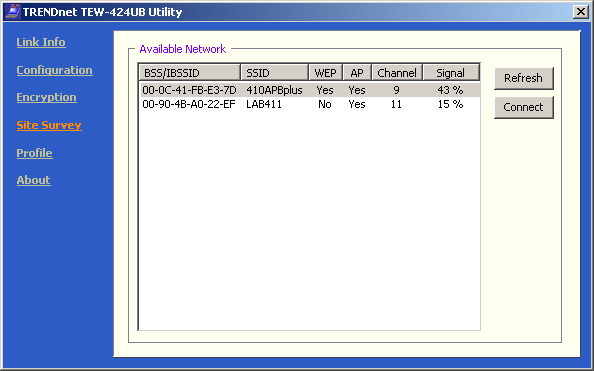 TRENDnet TEW-424UB Utility
Link Info
Configuration
Encryption
Site Survey
Profile
About
Available Network
BSS/IBSSID SSID WEP AP Channel Signal
00-0C-41-FB-E3-7D 410APBplus Yes Yes 9 43 %
00-90-4B-A0-22-EF LAB411 No Yes 11 15 %
Refresh
Connect